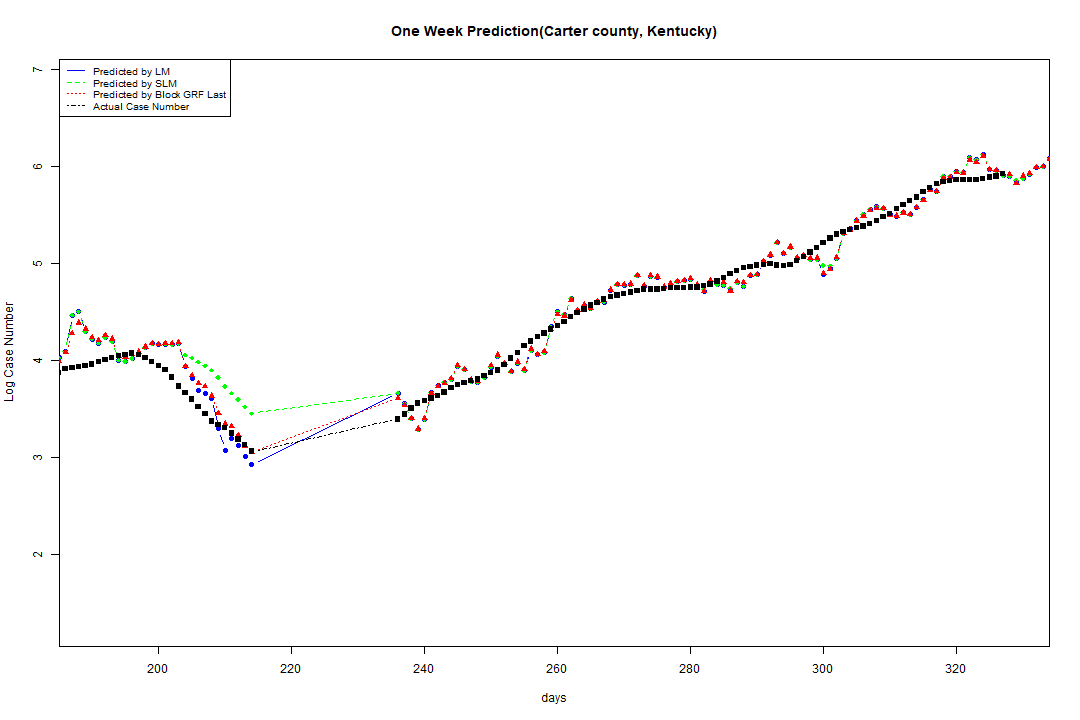 One Week Prediction(Carter county, Kentucky)
Predicted by LM
Predicted by SLM
Predicted by Block GRF Last
Actual Case Number
7
6
5
4
3
2
Log Case Number
200 220 240 260 280 300 320
days